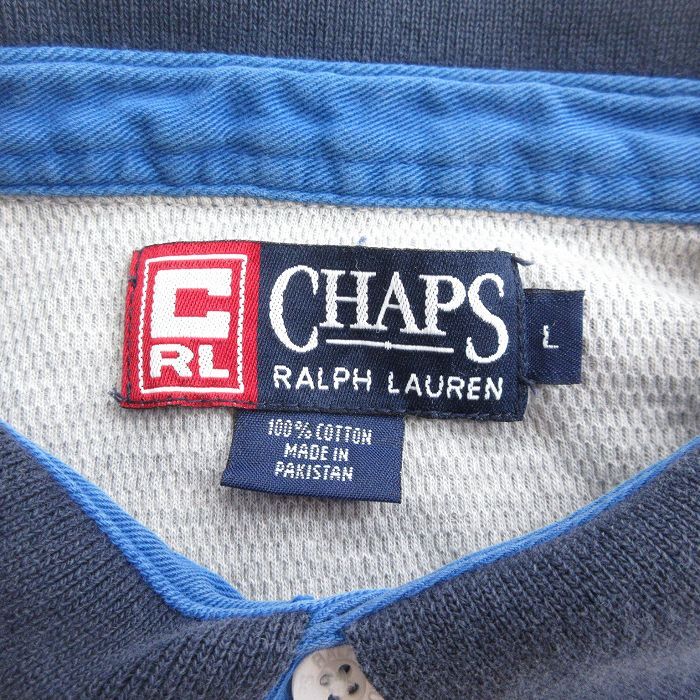 C
RL
CHAPS
RALPH LAUREN
L
100% COTTON
MADE IN
PAKISTAN